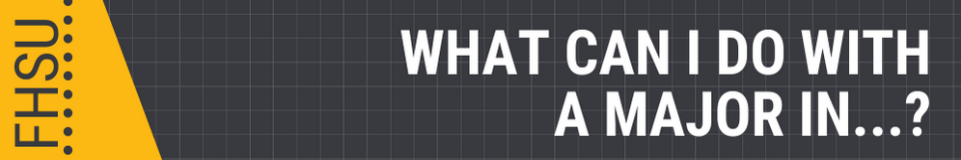 FHSU
WHAT CAN I DO WITH
A MAJOR IN...?